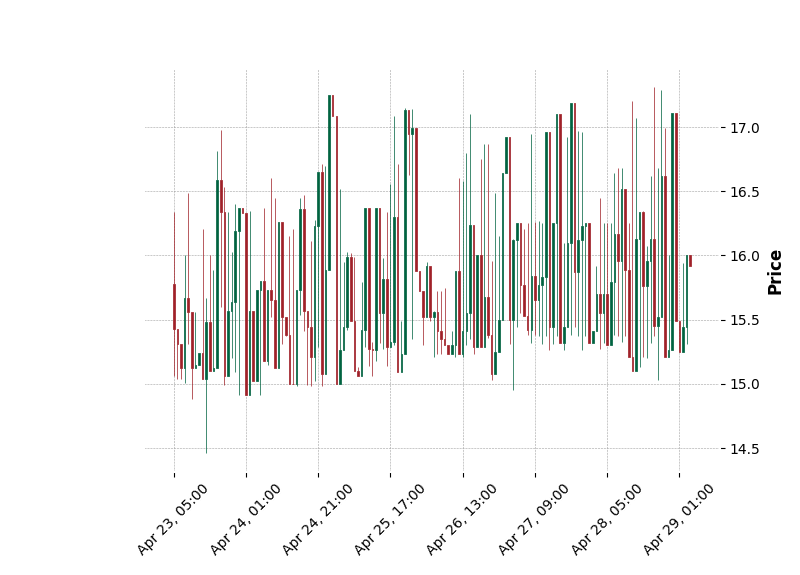 17.0
16.5
16.0
15.5
15.0
14.5
Price
Apr 23, 05:00
Apr 24, 01:00
Apr 24, 21:00
Apr 25, 17:00
Apr 26, 13:00
Apr 27, 09:00
Apr 28, 05:00
Apr 29, 01:00